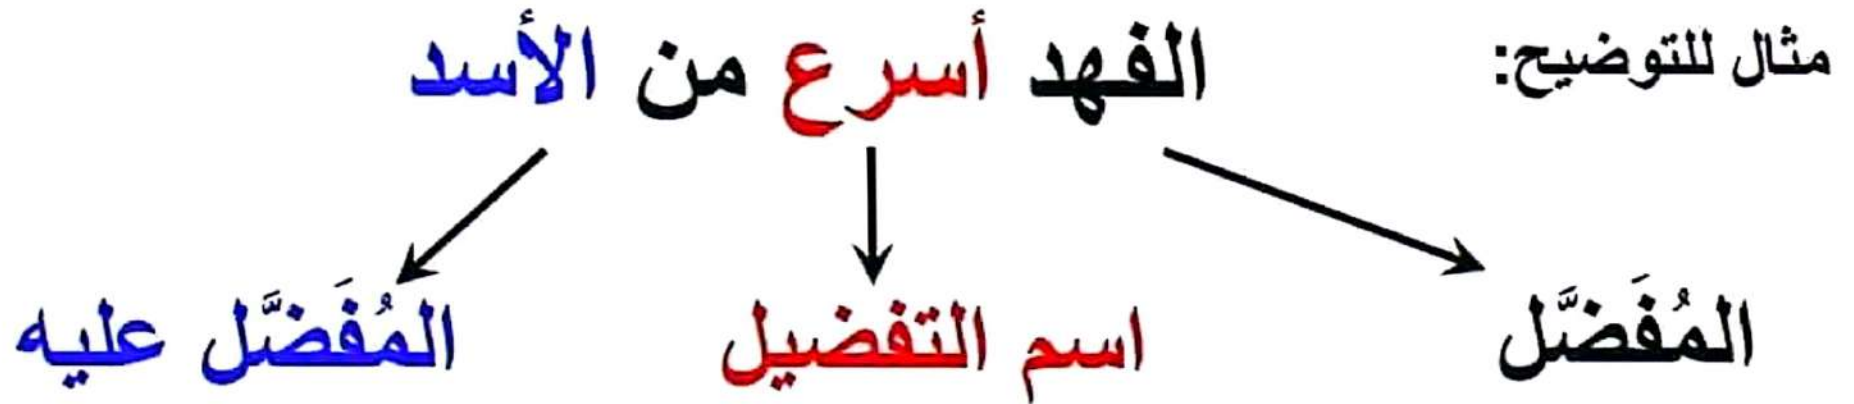 مثال للتوضيح: الفهد أسرع من الأسد
المُفَضَّل اسم التفضيل المُفَضَّل عليه